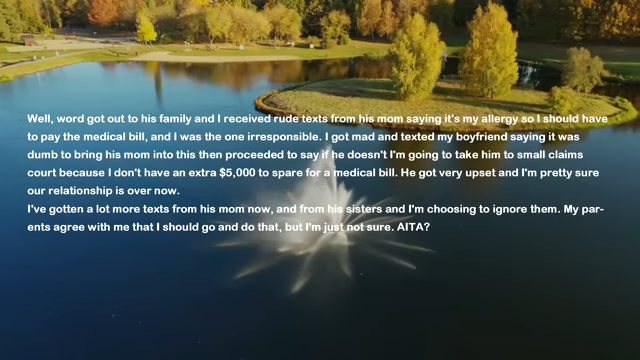 Well, word got out to his family and I received rude texts from his mom saying it's my allergy so I should have
to pay the medical bill, and I was the one irresponsible. I got mad and texted my boyfriend saying it was
dumb to bring his mom into this then proceeded to say if he doesn't I'm going to take him to small claims
court because I don't have an extra $5,000 to spare for a medical bill. He got very upset and I'm pretty sure
our relationship is over now.
I've gotten a lot more texts from his mom now, and from his sisters and I'm choosing to ignore them. My par-
ents agree with me that I should go and do that, but I'm just not sure. AITA?